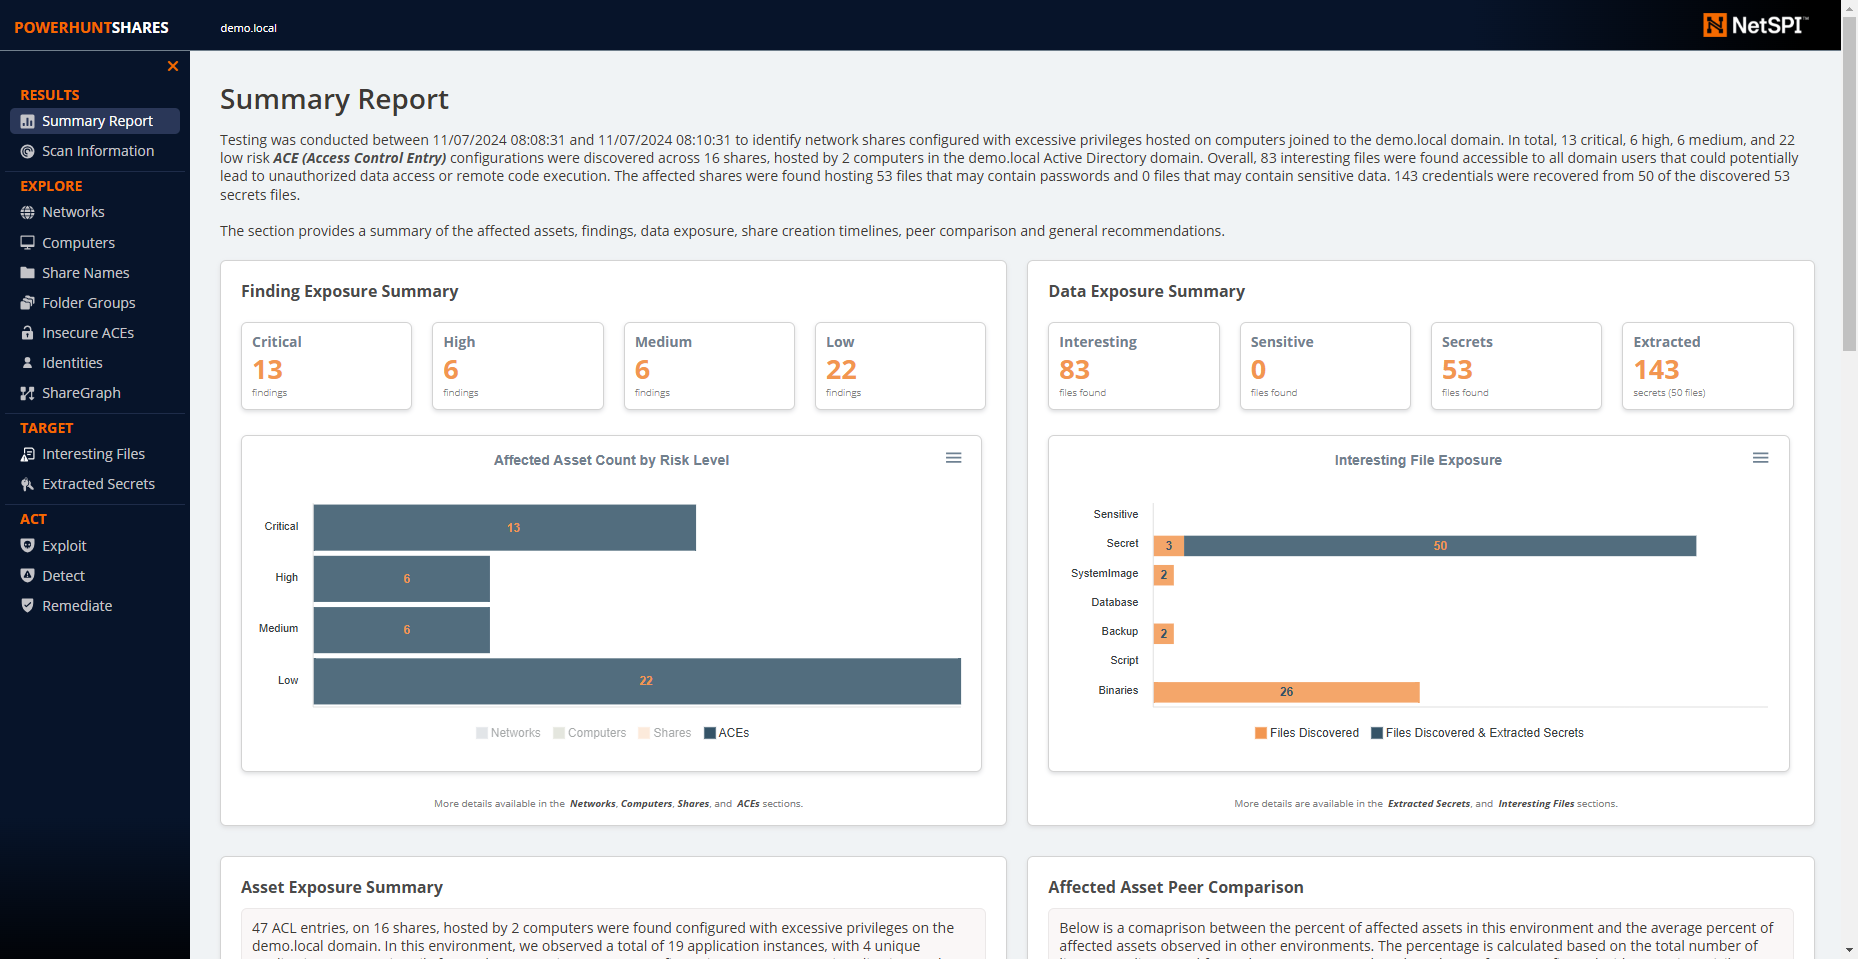 POWERHUNTSHARES
demo.local
NetSPI™
RESULTS
Summary Report
Scan Information
EXPLORE
Networks
Computers
Share Names
Folder Groups
Insecure ACEs
Identities
ShareGraph
TARGET
Interesting Files
Extracted Secrets
ACT
Exploit
Detect
Remediate
Summary Report
Testing was conducted between 11/07/2024 08:08:31 and 11/07/2024 08:10:31 to identify network shares configured with excessive privileges hosted on computers joined to the demo.local domain. In total, 13 critical, 6 high, 6 medium, and 22
low risk ACE (Access Control Entry) configurations were discovered across 16 shares, hosted by 2 computers in the demo.local Active Directory domain. Overall, 83 interesting files were found accessible to all domain users that could potentially
lead to unauthorized data access or remote code execution. The affected shares were found hosting 53 files that may contain passwords and 0 files that may contain sensitive data. 143 credentials were recovered from 50 of the discovered 53
secrets files.
The section provides a summary of the affected assets, findings, data exposure, share creation timelines, peer comparison and general recommendations.
Finding Exposure Summary
Critical
13
findings
High
6
findings
Medium
6
findings
Low
22
findings
Affected Asset Count by Risk Level
Critical
13
High
6
Medium
6
Low
22
Networks
Computers
Shares
ACEs
More details available in the Networks, Computers, Shares, and ACEs sections.
Data Exposure Summary
Interesting
83
files found
Sensitive
0
files found
Secrets
53
files found
Extracted
143
secrets (50 files)
Interesting File Exposure
Sensitive
Secret
3
50
SystemImage
2
Database
Backup
2
Script
Binaries
26
Files Discovered
Files Discovered & Extracted Secrets
More details are available in the Extracted Secrets, and Interesting Files sections.
Asset Exposure Summary
47 ACL entries, on 16 shares, hosted by 2 computers were found configured with excessive privileges on the
demo.local domain. In this environment, we observed a total of 19 application instances, with 4 unique
Affected Asset Peer Comparison
Below is a comaprison between the percent of affected assets in this environment and the average percent of
affected assets observed in other environments. The percentage is calculated based on the total number of